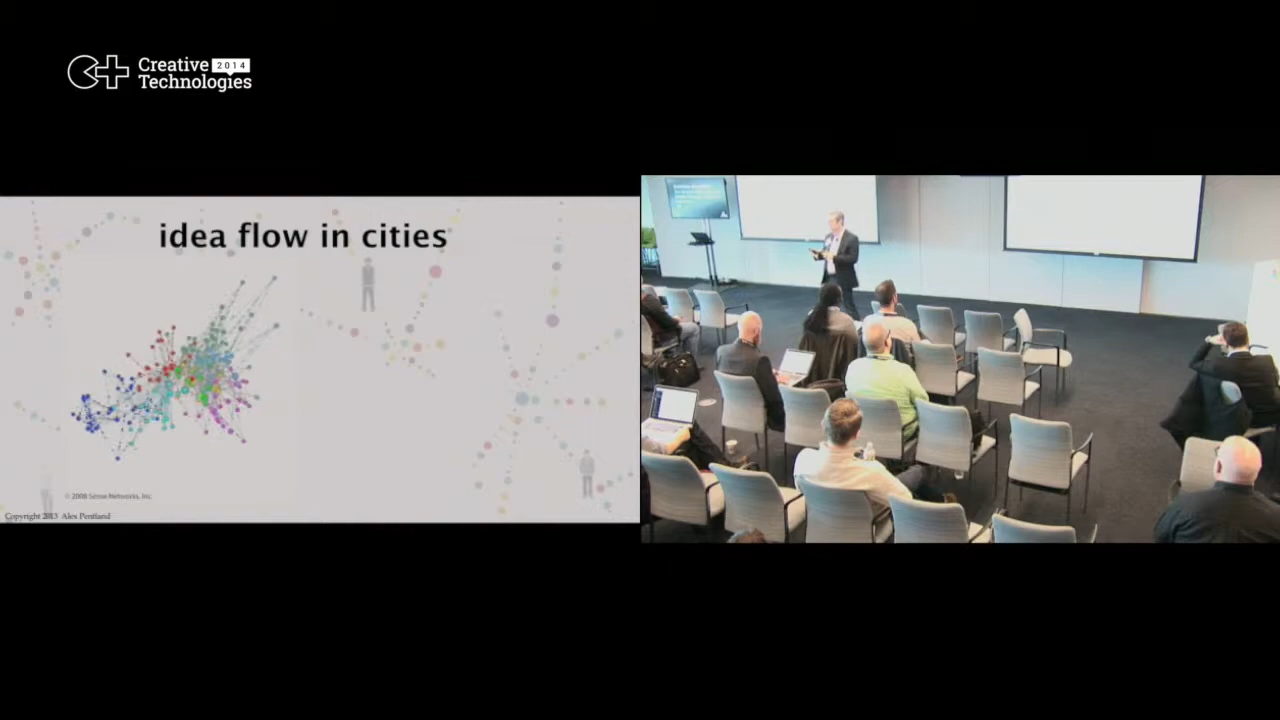 Creative 2014
Technologies
idea flow in cities
© 2008 Sense Networks, Inc
Copyright 2013 Alex Pentland